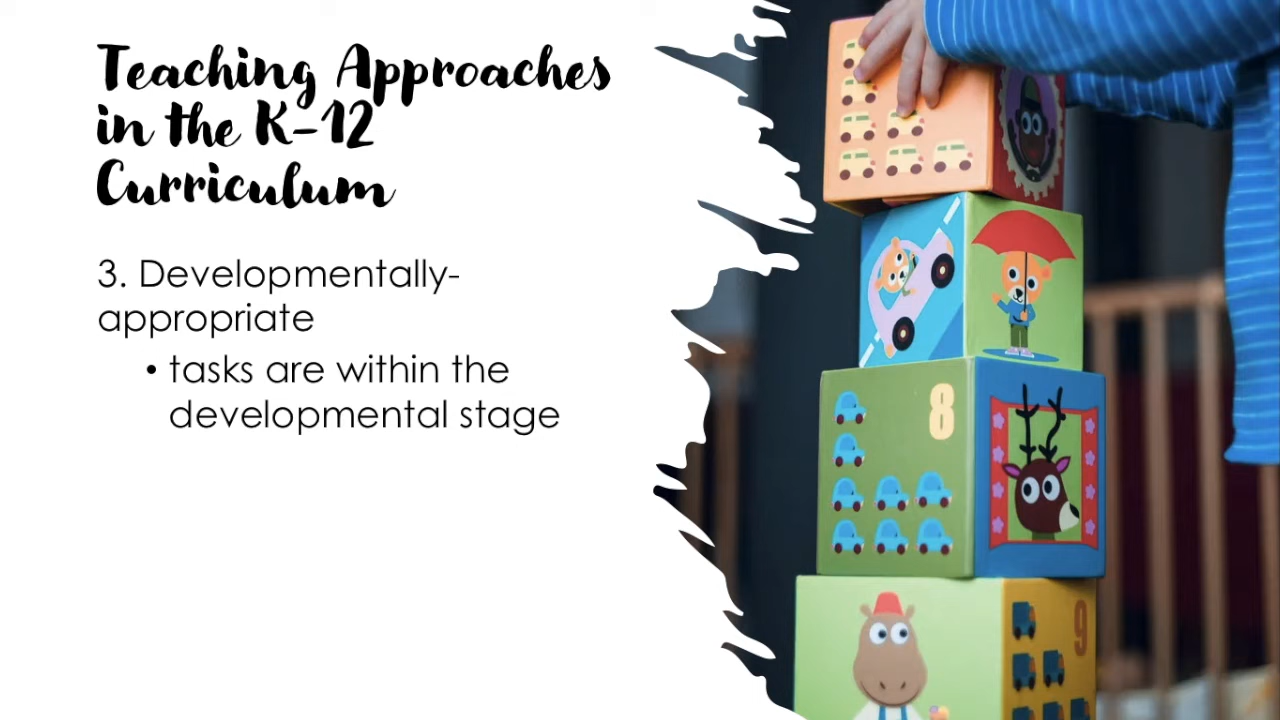 Teaching Approaches
in the K-12
Curriculum
3. Developmentally-
appropriate
• tasks are within the
developmental stage
8
9